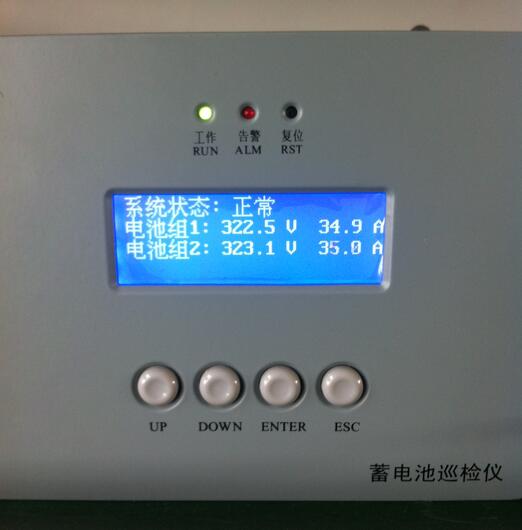 工作 告警 复位
RUN ALM RST
系统状态: 正常
电池组1: 322.5 V 34.9 A
电池组2: 323.1 V 35.0 A
UP DOWN ENTER ESC
蓄电池巡检仪